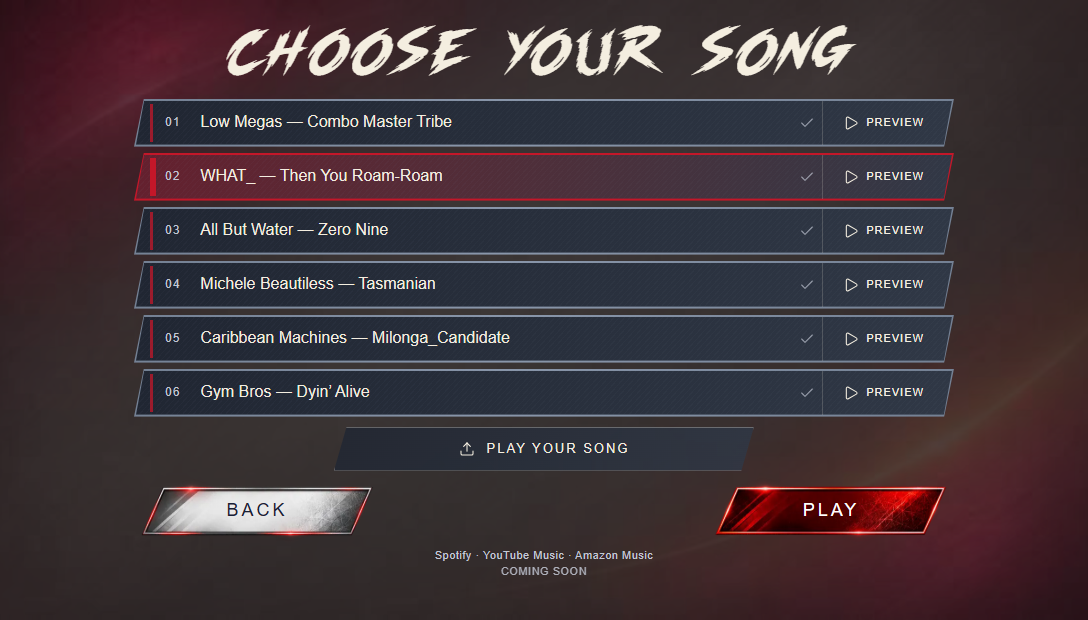 CHOOSE YOUR SONG
01 Low Megas — Combo Master Tribe PREVIEW
02 WHAT_ — Then You Roam-Roam PREVIEW
03 All But Water — Zero Nine PREVIEW
04 Michele Beautiless — Tasmanian PREVIEW
05 Caribbean Machines — Milonga_Candidate PREVIEW
06 Gym Bros — Dyin’ Alive PREVIEW
PLAY YOUR SONG
BACK PLAY
Spotify · YouTube Music · Amazon Music
COMING SOON